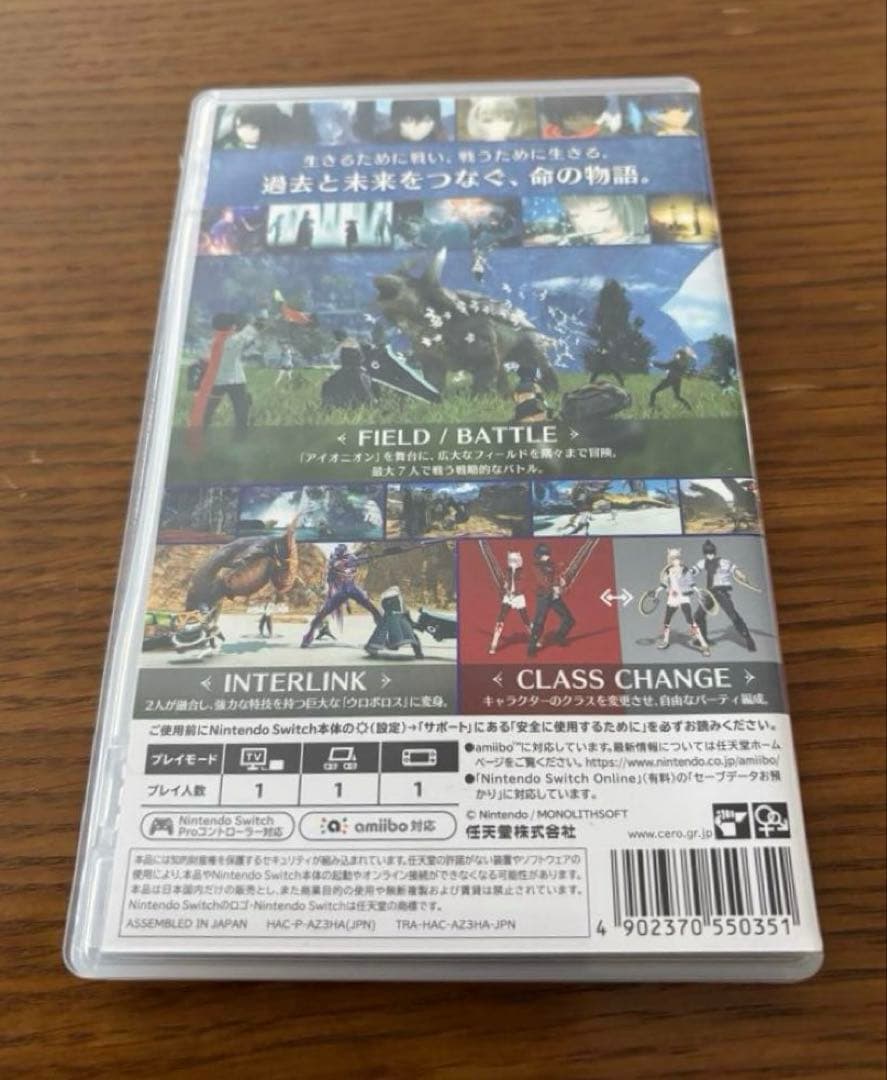 生きるために戦い、戦うために生きる。
過去と未来をつなぐ、命の物語。
FIELD / BATTLE
「アイオニオン」を舞台に、広大なフィールドを隅々まで冒険。
最大7人で戦う戦略的なバトル。
INTERLINK
2人が融合し、強力な特技を持つ巨大な「ウロボロス」に変身。
CLASS CHANGE
キャラクターのクラスを変更させ、自由なパーティ編成。
ご使用前にNintendo Switch本体の(設定)→「サポート」にある「安全に使用するために」を必ずお読みください。
プレイモード TV
プレイ人数 1 1 1
●amiibo™に対応しています。最新情報については任天堂ホーム
ページをご覧ください。https://www.nintendo.co.jp/amiibo/
●「Nintendo Switch Online」(有料)の「セーブデータお預
かり」に対応しています。
Nintendo Switch
Proコントローラー対応
amiibo 対応
© Nintendo / MONOLITHSOFT
任天堂株式会社
www.cero.gr.jp
本品には知的財産権を保護するセキュリティが組み込まれています。任天堂の許諾がない装置やソフトウェアの
使用により、本品やNintendo Switch本体の起動やオンライン接続ができなくなる可能性があります。
本品は日本国内だけの販売とし、また商業目的の使用や無断複製および賃貸は禁止されています。
Nintendo Switchのロゴ・Nintendo Switchは任天堂の商標です。
ASSEMBLED IN JAPAN HAC-P-AZ3HA(JPN) TRA-HAC-AZ3HA-JPN
4 902370 550351